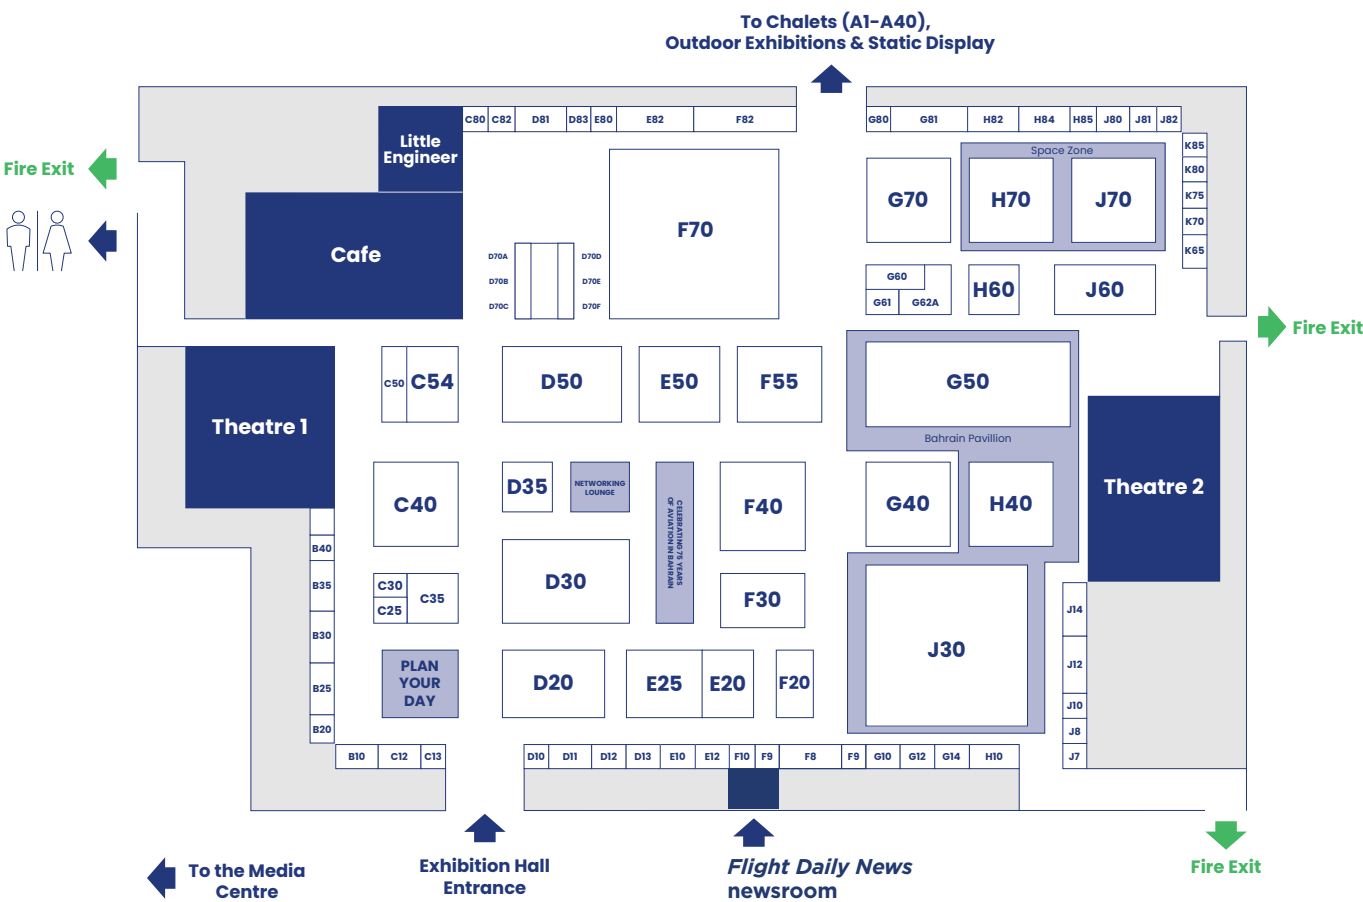 To Chalets (A1-A40),
Outdoor Exhibitions & Static Display
C80 C82 D81 D83 E80 E82 F82
G80 G81 H82 H84 H85 J80 J81 J82
Little
Engineer
Fire Exit
Space Zone
K85
K80
K75
K70
K65
G70 H70 J70
F70
Cafe
D70A D70D
D70B D70E
D70C D70F
G60
G61 G62A
H60 J60
Fire Exit
C50 C54 D50 E50 F55 G50
Theatre 1
Bahrain Pavillion
Theatre 2
C40 D35
NETWORKING
LOUNGE
CELEBRATING 75 YEARS
OF AVIATION IN BAHRAIN
F40 G40 H40
B40
B35
B30
B25
B20
C30
C25
C35
D30
F30
J30
J14
J12
J10
J8
J7
PLAN
YOUR
DAY
D20 E25 E20 F20
B10 C12 C13
D10 D11 D12 D13 E10 E12 F10 F9 F8 F9 G10 G12 G14 H10
To the Media
Centre
Exhibition Hall
Entrance
Flight Daily News
newsroom
Fire Exit